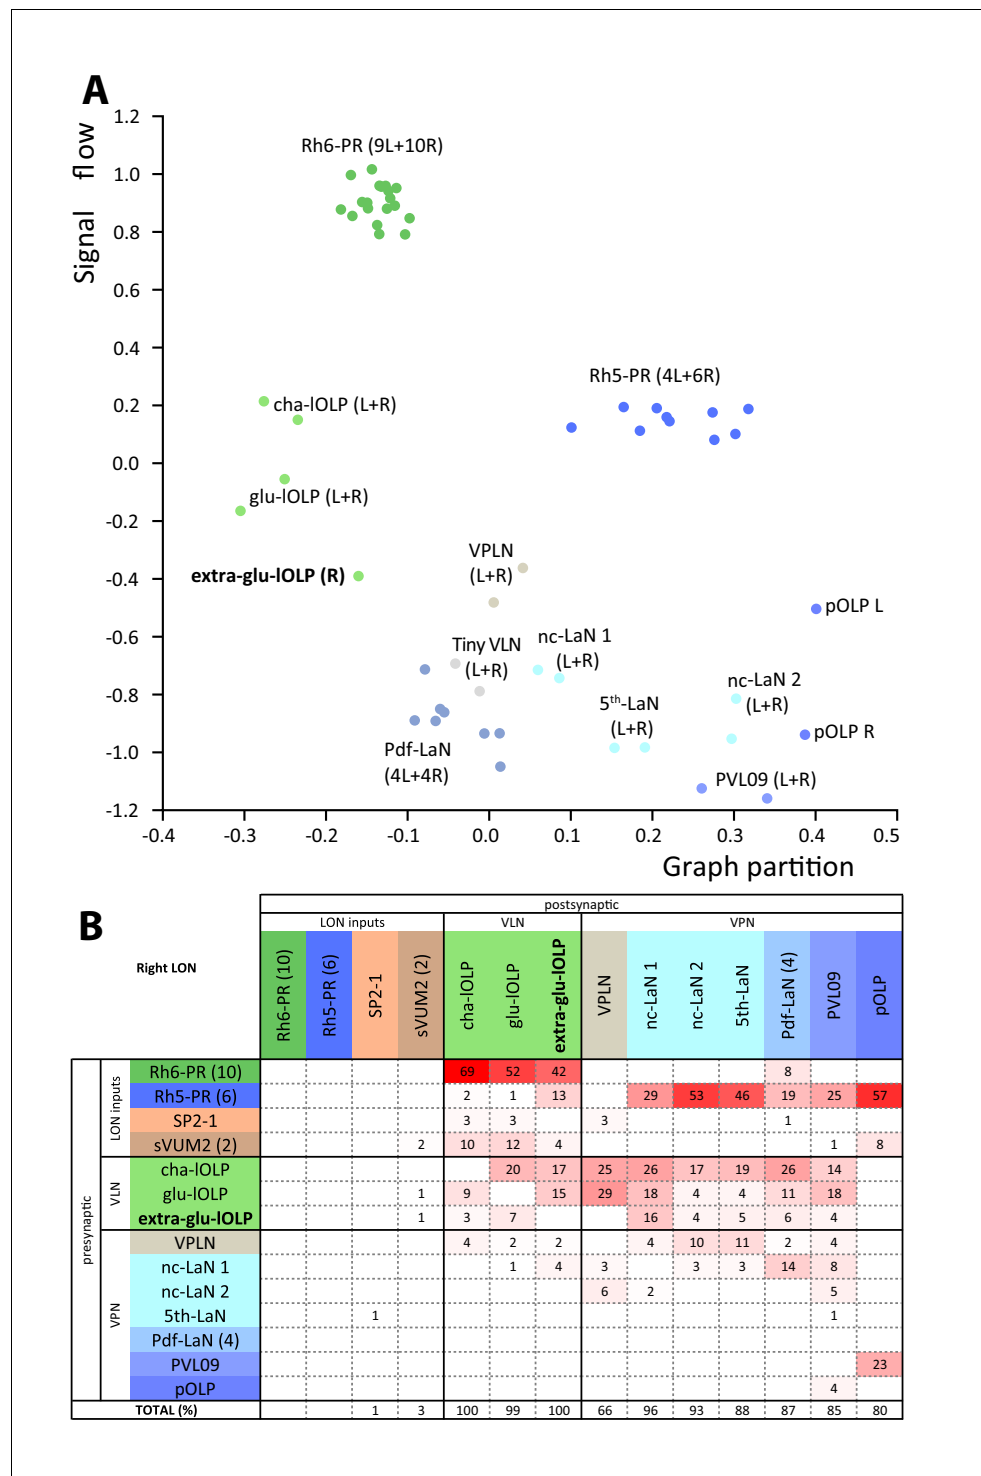 A
Signal flow
1.2
1.0
0.8
0.6
0.4
0.2
0.0
-0.2
-0.4
-0.6
-0.8
-1.0
-1.2
Rh6-PR (9L+10R)
Rh5-PR (4L+6R)
cha-lOLP (L+R)
glu-lOLP (L+R)
extra-glu-lOLP (R)
VPLN
(L+R)
pOLP L
Tiny VLN
(L+R)
nc-LaN 1
(L+R)
nc-LaN 2
(L+R)
5th-LaN
(L+R)
pOLP R
Pdf-LaN
(4L+4R)
PVL09 (L+R)
-0.4 -0.3 -0.2 -0.1 0.0 0.1 0.2 0.3 0.4 0.5
Graph partition
B
postsynaptic
LON inputs VLN VPN
Right LON Rh6-PR (10) Rh5-PR (6) SP2-1 sVUM2 (2) cha-lOLP glu-lOLP extra-glu-lOLP VPLN nc-LaN 1 nc-LaN 2 5th-LaN Pdf-LaN (4) PVL09 pOLP
presynaptic
LON inputs
Rh6-PR (10) 69 52 42 8
Rh5-PR (6) 2 1 13 29 53 46 19 25 57
SP2-1 3 3 3 1
sVUM2 (2) 2 10 12 4 1 8
VLN
cha-lOLP 20 17 25 26 17 19 26 14
glu-lOLP 1 9 15 29 18 4 4 11 18
extra-glu-lOLP 1 3 7 16 4 5 6 4
VPN
VPLN 4 2 2 4 10 11 2 4
nc-LaN 1 1 4 3 3 3 14 8
nc-LaN 2 6 2 5
5th-LaN 1 1
Pdf-LaN (4)
PVL09 23
pOLP 4
TOTAL (%) 1 3 100 99 100 66 96 93 88 87 85 80